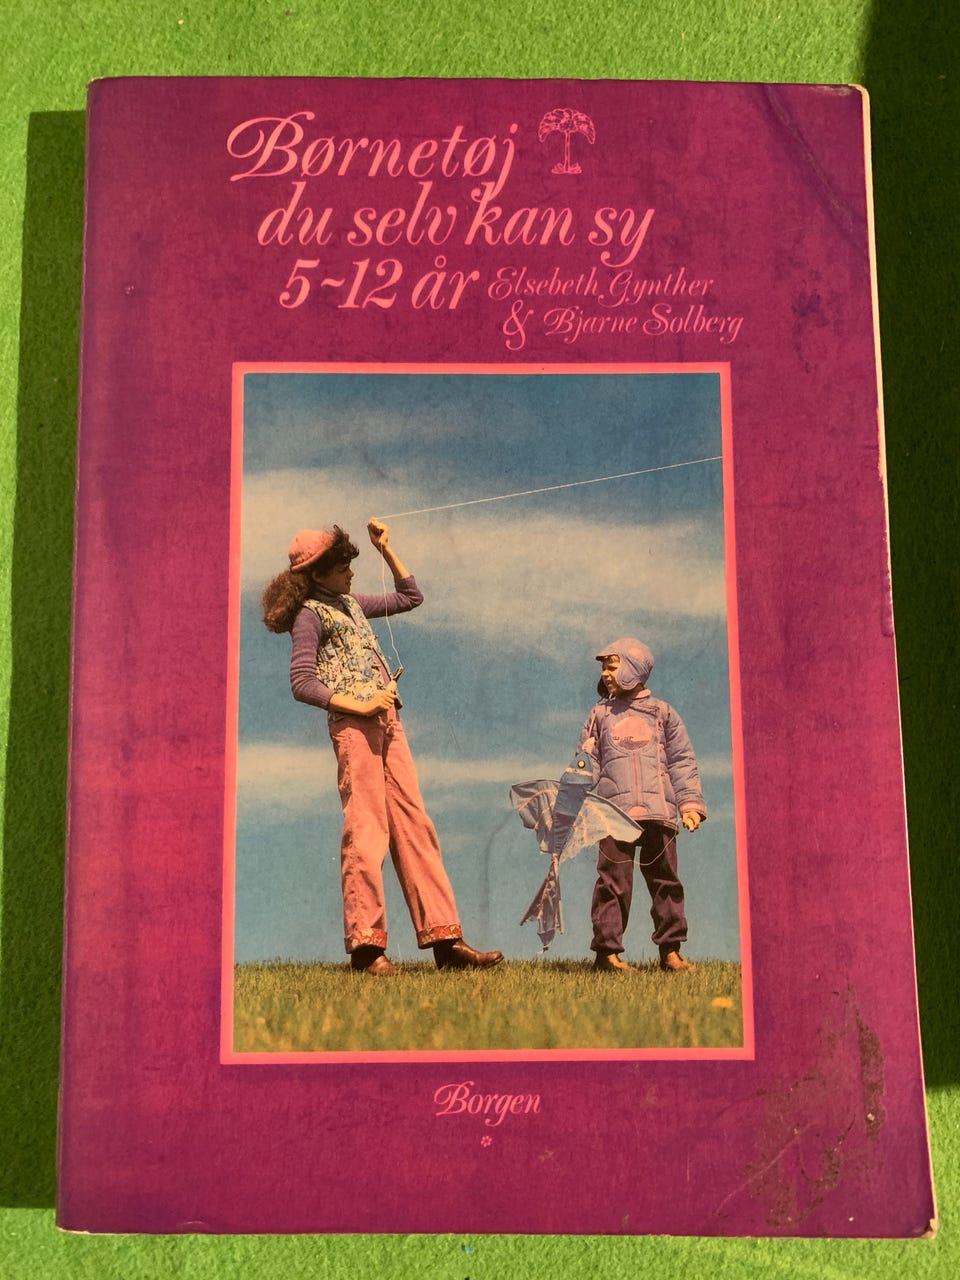 Børnetøj
du selv kan sy
5-12 år
Elsebeth Gynther
& Bjarne Solberg
Borgen